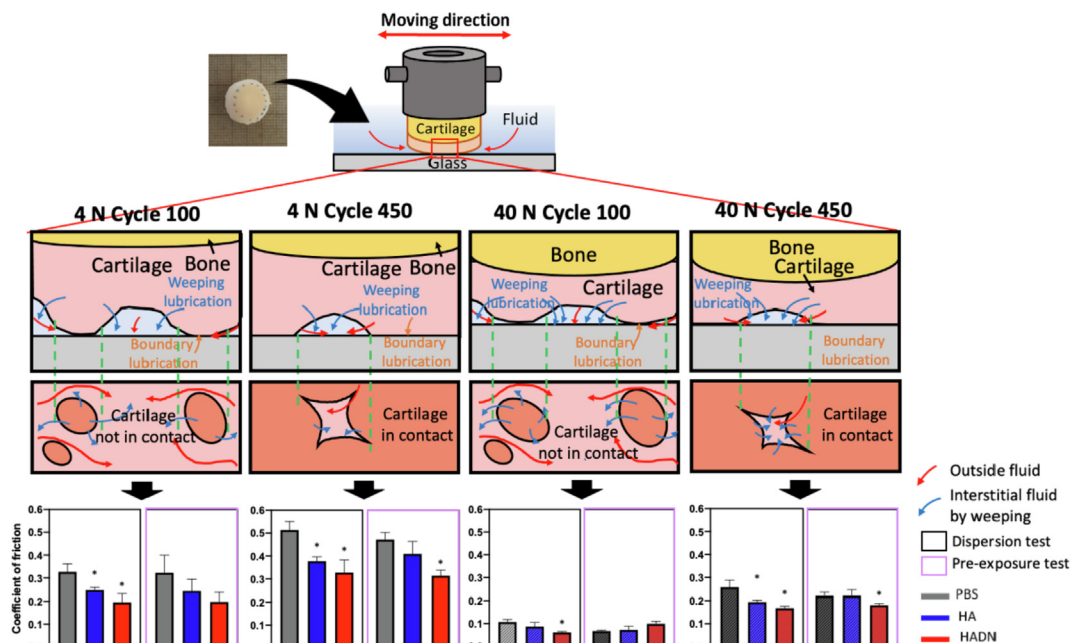 Moving direction
Cartilage
Fluid
Glass
4 N Cycle 100
4 N Cycle 450
40 N Cycle 100
40 N Cycle 450
Cartilage Bone
Weeping
lubrication
Boundary
lubrication
Cartilage Bone
Weeping
lubrication
Boundary
lubrication
Bone
Weeping
lubrication
Cartilage
Boundary
lubrication
Bone
Cartilage
Weeping
lubrication
Boundary
lubrication
Cartilage
not in contact
Cartilage
in contact
Cartilage
not in contact
Cartilage
in contact
Outside fluid
Interstitial fluid
by weeping
Dispersion test
Pre-exposure test
PBS
HA
HADN
Coefficient of friction
0.6
0.4
0.3
0.2
0.1
* *
0.6
0.5
0.4
0.3
0.2
0.1
* * *
0.6
0.5
0.4
0.3
0.2
0.1
*
0.6
0.5
0.4
0.3
0.2
0.1
* * *